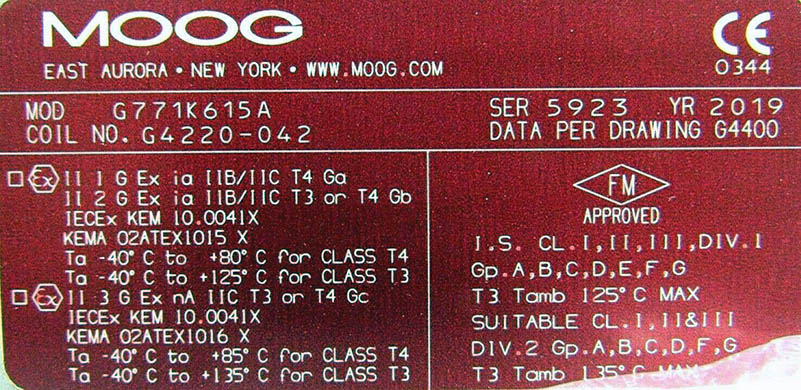 MOOG
CE
EAST AURORA • NEW YORK • WWW.MOOG.COM
0344
MOD G771K615A
SER 5923 YR 2019
COIL NO. G4220-042
DATA PER DRAWING G4400
Ex II 1 G Ex ia IIB/IIC T4 Ga
II 2 G Ex ia IIB/IIC T3 or T4 Gb
IECEx KEM 10.0041X
KEMA 02ATEX1015 X
Ta -40° C to +80° C for CLASS T4
Ta -40° C to +125° C for CLASS T3
Ex II 3 G Ex nA IIC T3 or T4 Gc
IECEx KEM 10.0041X
KEMA 02ATEX1016 X
Ta -40° C to +85° C for CLASS T4
Ta -40° C to +135° C for CLASS T3
FM
APPROVED
I.S. CL.I,II,III,DIV.I
Gp.A,B,C,D,E,F,G
T3 Tamb 125° C MAX
SUITABLE CL.I,II&III
DIV.2 Gp.A,B,C,D,F,G
T3 Tamb 135° C MAX